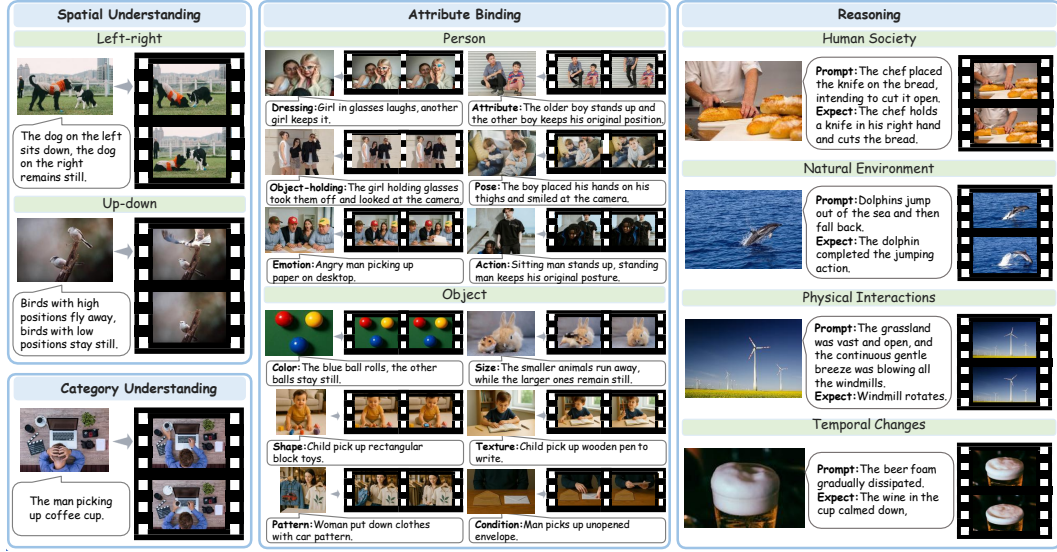 Spatial Understanding
Left-right
The dog on the left
sits down, the dog
on the right
remains still.
Up-down
Birds with high
positions fly away,
birds with low
positions stay still.
Category Understanding
The man picking
up coffee cup.
Attribute Binding
Person
Dressing:Girl in glasses laughs, another
girl keeps it.
Attribute:The older boy stands up and
the other boy keeps his original position.
Object-holding:The girl holding glasses
took them off and looked at the camera.
Pose:The boy placed his hands on his
thighs and smiled at the camera.
Emotion:Angry man picking up
paper on desktop.
Action:Sitting man stands up, standing
man keeps his original posture.
Object
Color:The blue ball rolls, the other
balls stay still.
Size:The smaller animals run away,
while the larger ones remain still.
Shape:Child pick up rectangular
block toys.
Texture:Child pick up wooden pen to
write.
Pattern:Woman put down clothes
with car pattern.
Condition:Man picks up unopened
envelope.
Reasoning
Human Society
Prompt:The chef placed
the knife on the bread,
intending to cut it open.
Expect:The chef holds
a knife in his right hand
and cuts the bread.
Natural Environment
Prompt:Dolphins jump
out of the sea and then
fall back.
Expect:The dolphin
completed the jumping
action.
Physical Interactions
Prompt:The grassland
was vast and open, and
the continuous gentle
breeze was blowing all
the windmills.
Expect:Windmill rotates.
Temporal Changes
Prompt:The beer foam
gradually dissipated.
Expect:The wine in the
cup calmed down,